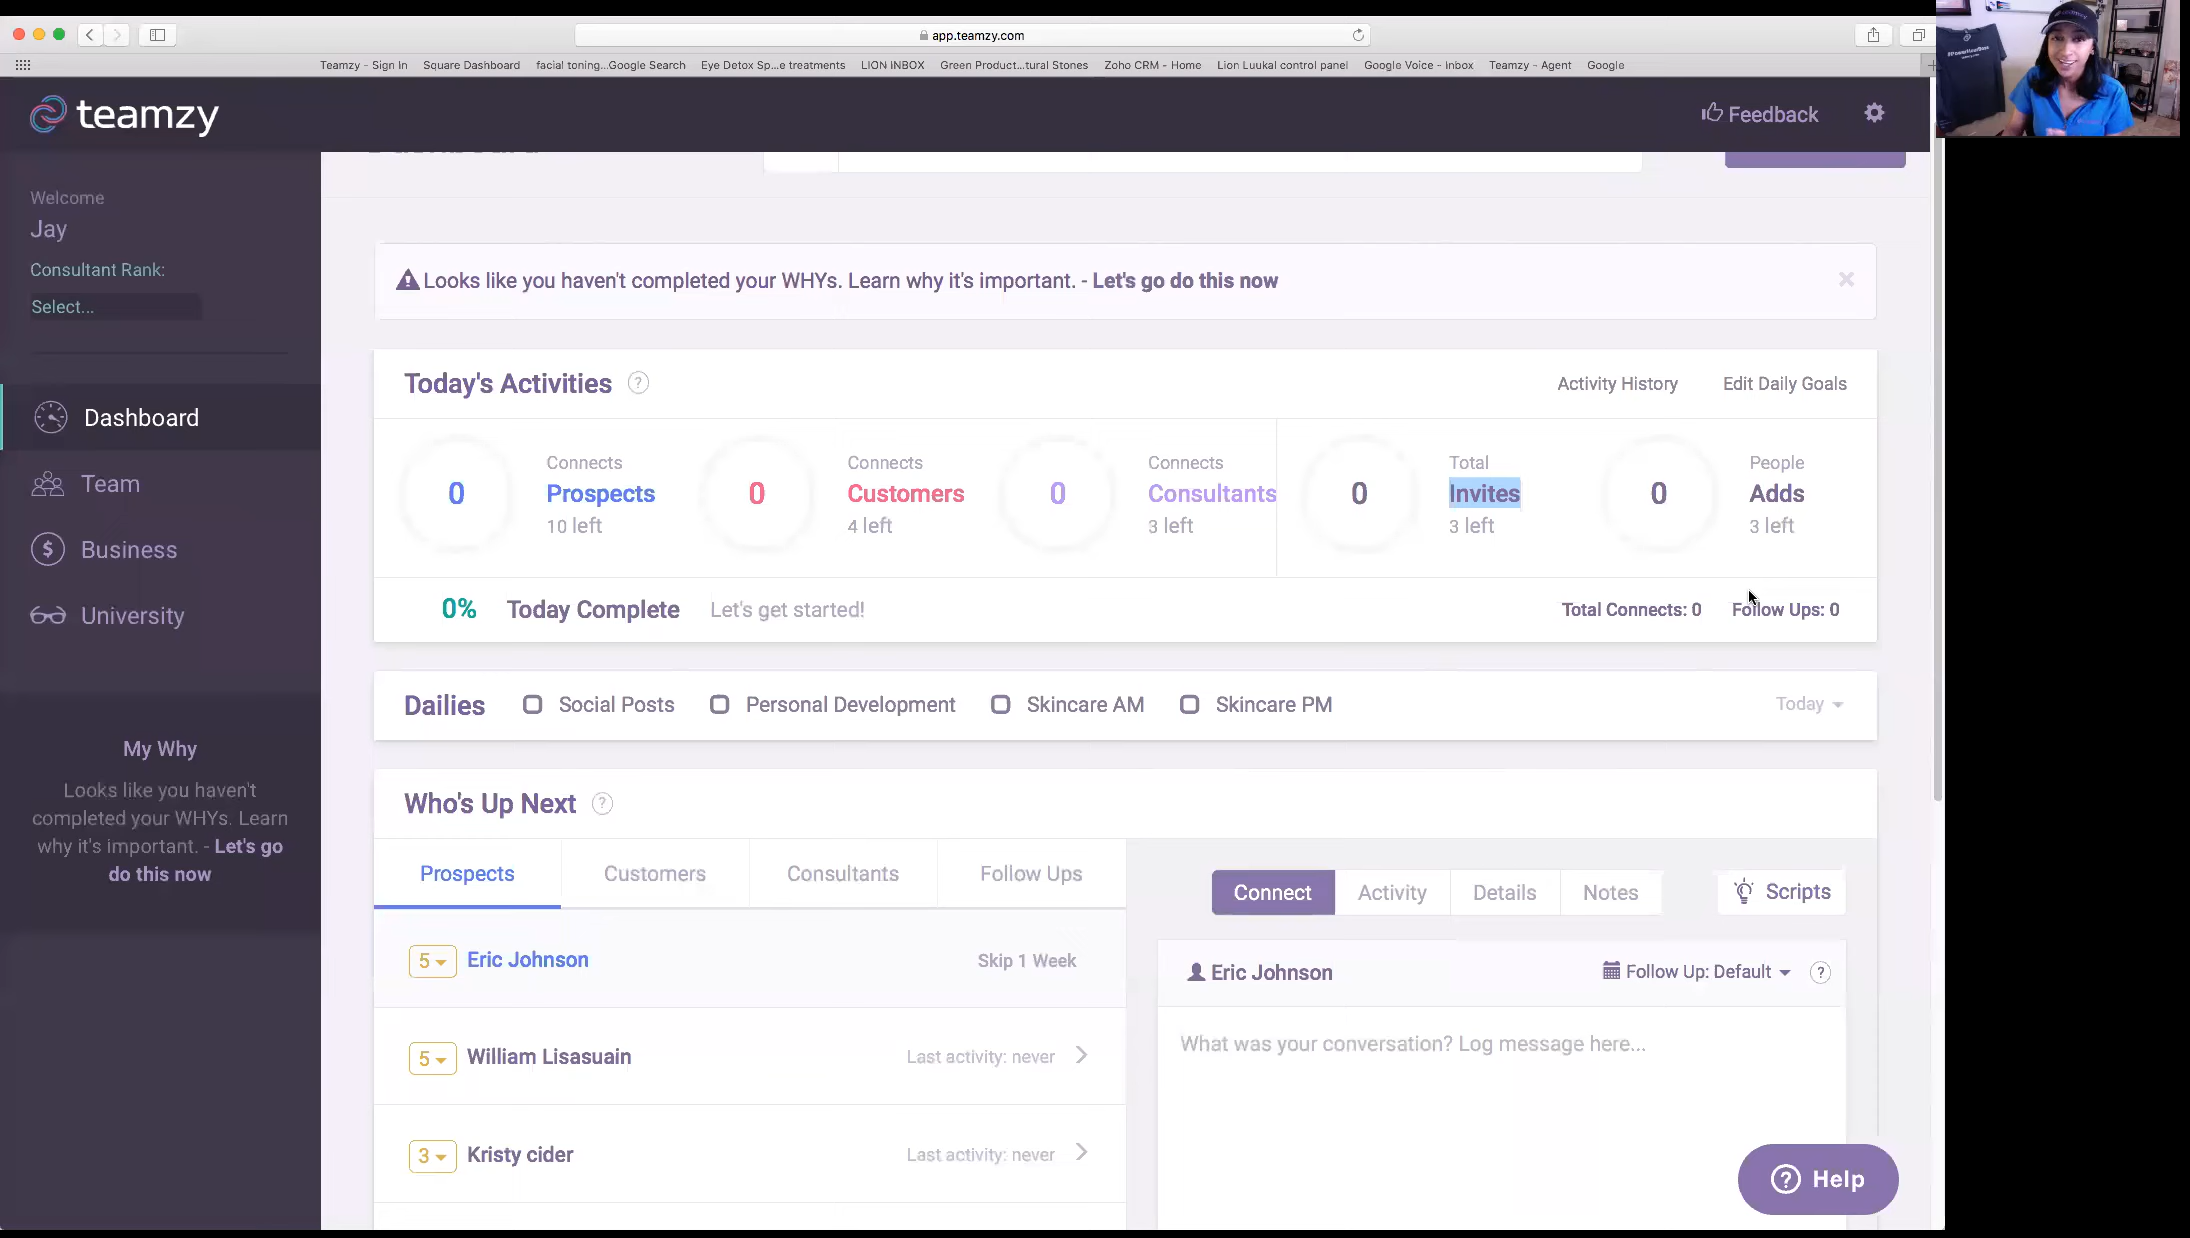 app.teamzy.com
Teamzy - Sign In
Square Dashboard
facial toning...Google Search
Eye Detox Sp...e treatments
LION INBOX
Green Product...tural Stones
Zoho CRM - Home
Lion Luukal control panel
Google Voice - Inbox
Teamzy - Agent
Google
teamzy
Feedback
Welcome
Jay
Consultant Rank:
Select...
Dashboard
Team
Business
University
My Why
Looks like you haven't
completed your WHYs. Learn
why it's important. - Let's go
do this now
Looks like you haven't completed your WHYs. Learn why it's important. - Let's go do this now
Today's Activities ?
Activity History
Edit Daily Goals
0
Connects
Prospects
10 left
0
Connects
Customers
4 left
0
Connects
Consultants
3 left
0
Total
Invites
3 left
0
People
Adds
3 left
0% Today Complete Let's get started!
Total Connects: 0
Follow Ups: 0
Dailies
Social Posts
Personal Development
Skincare AM
Skincare PM
Today
Who's Up Next ?
Prospects
Customers
Consultants
Follow Ups
5 Eric Johnson
Skip 1 Week
5 William Lisasuain
Last activity: never
3 Kristy cider
Last activity: never
Connect
Activity
Details
Notes
Scripts
Eric Johnson
Follow Up: Default ?
What was your conversation? Log message here...
? Help